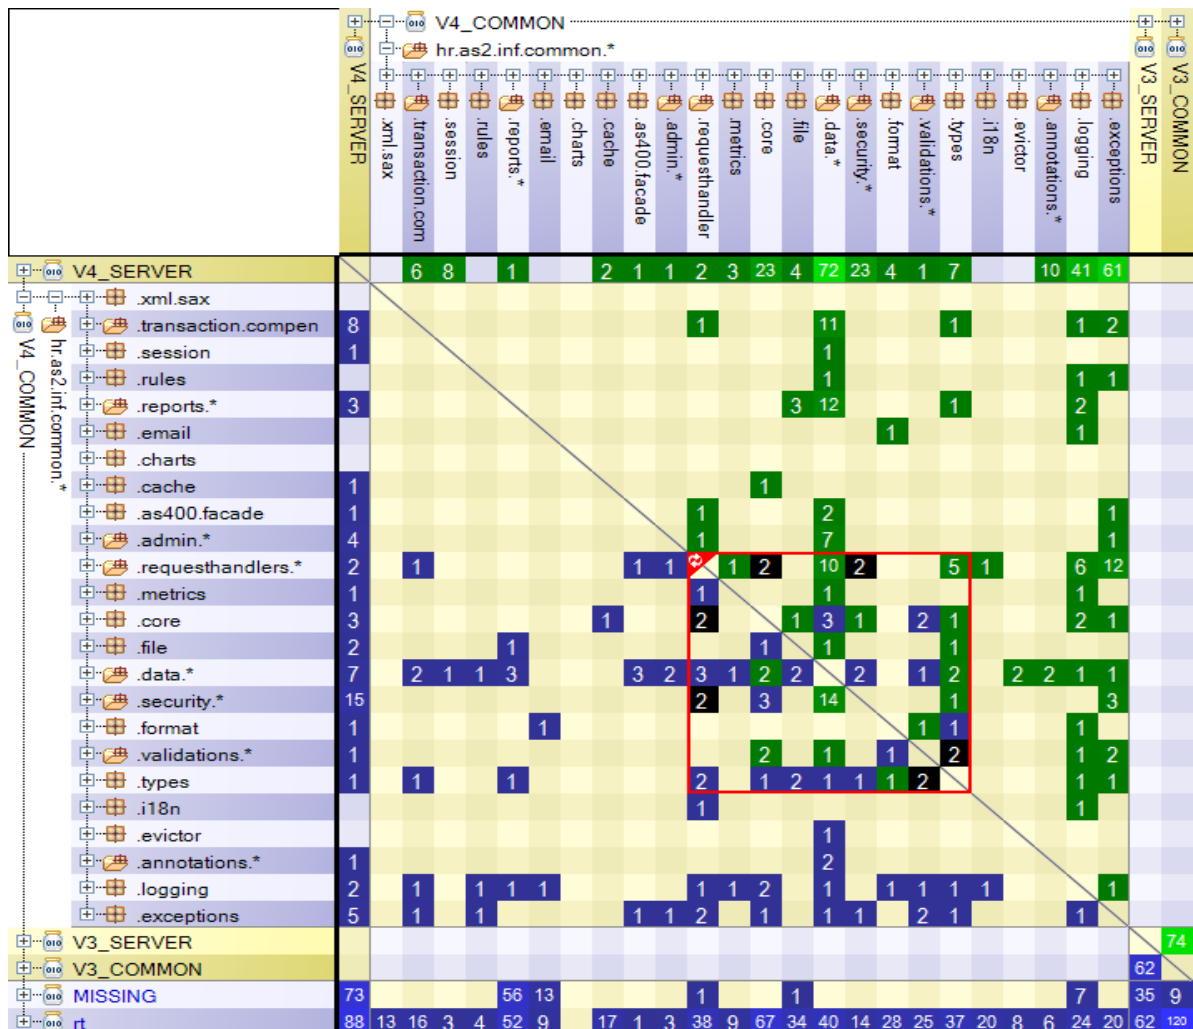 V4_COMMON
hr.as2.inf.common.*
V4_SERVER
.xml.sax
.transaction.com
.session
.rules
.reports.*
.email
.charts
.cache
.as400.facade
.admin.*
.requesthandler
.metrics
.core
.file
.data.*
.security.*
.format
.validations.*
.types
.i18n
.evictor
.annotations.*
.logging
.exceptions
V3_SERVER
V3_COMMON
V4_SERVER 6 8 1 2 1 1 2 3 23 4 72 23 4 1 7 10 41 61
V4_COMMON
hr.as2.inf.common.*
.xml.sax
.transaction.compen 8 1 11 1 1 2
.session 1 1
.rules 1 1 1
.reports.* 3 3 12 1 2
.email 1 1
.charts
.cache 1 1
.as400.facade 1 1 2 1
.admin.* 4 1 7 1
.requesthandlers.* 2 1 1 1 1 2 10 2 5 1 6 12
.metrics 1 1 1 1
.core 3 1 2 1 3 1 2 1 2 1
.file 2 1 1 1 1
.data.* 7 2 1 1 3 3 2 3 1 2 2 2 1 2 2 2 1 1
.security.* 15 2 3 14 1 3
.format 1 1 1 1 1
.validations.* 1 2 1 1 2 1 2
.types 1 1 1 2 1 2 1 1 1 2 1 1
.i18n 1 1
.evictor 1
.annotations.* 1 2
.logging 2 1 1 1 1 1 1 2 1 1 1 1 1 1
.exceptions 5 1 1 1 1 2 1 1 1 2 1 1
V3_SERVER 74
V3_COMMON 62
MISSING 73 56 13 1 1 7 35 9
rt 88 13 16 3 4 52 9 17 1 3 38 9 67 34 40 14 28 25 37 20 8 6 24 20 62 120